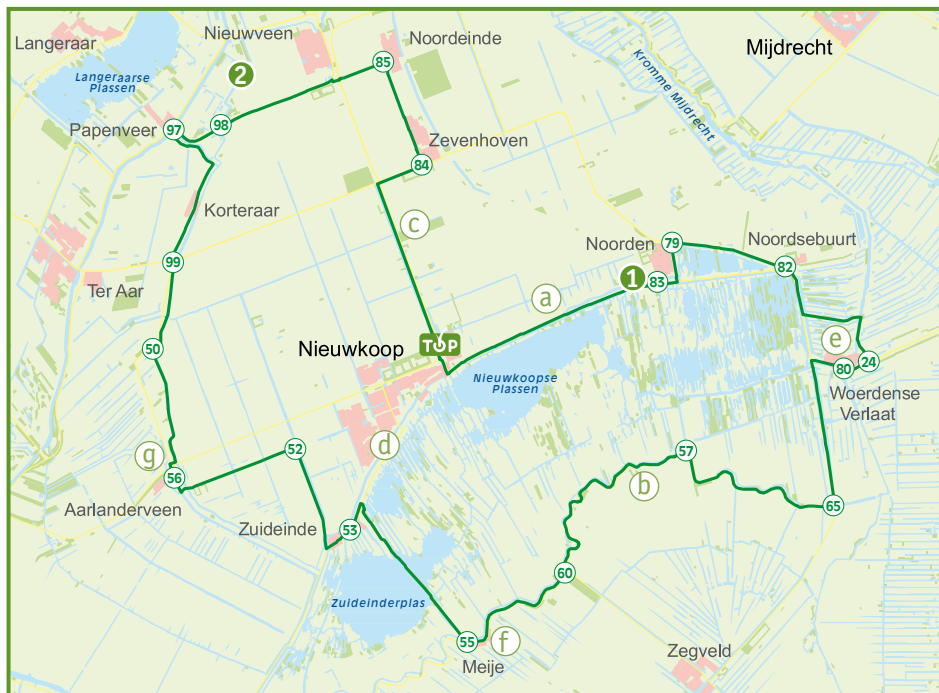 Langeraar
Nieuwveen
Noordeinde
Mijdrecht
85
Langeraarse
Plassen
2
Kromme Mijdrecht
Papenveer
97
98
Zevenhoven
84
Korteraar
c
Noorden
79
Noordsebuurt
99
82
Ter Aar
1
83
a
50
Nieuwkoop
TOP
e
24
80
Nieuwkoopse
Plassen
Woerdense
Verlaat
g
52
d
57
56
b
Aarlanderveen
65
Zuideinde
53
60
Zuideinderplas
55
f
Meije
Zegveld